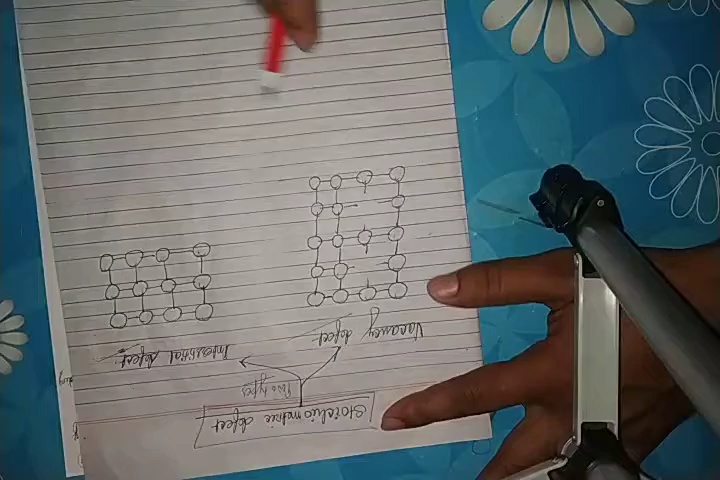 Stoichiometric defect
two types
Vacancy defect
Interstitial defect